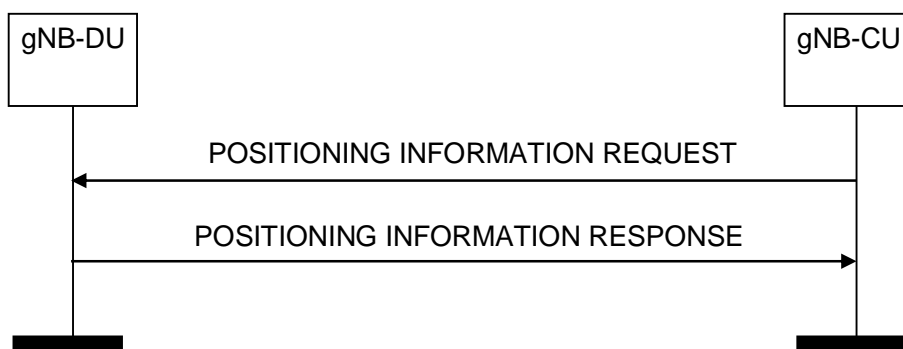 gNB-DU
gNB-CU
POSITIONING INFORMATION REQUEST
POSITIONING INFORMATION RESPONSE